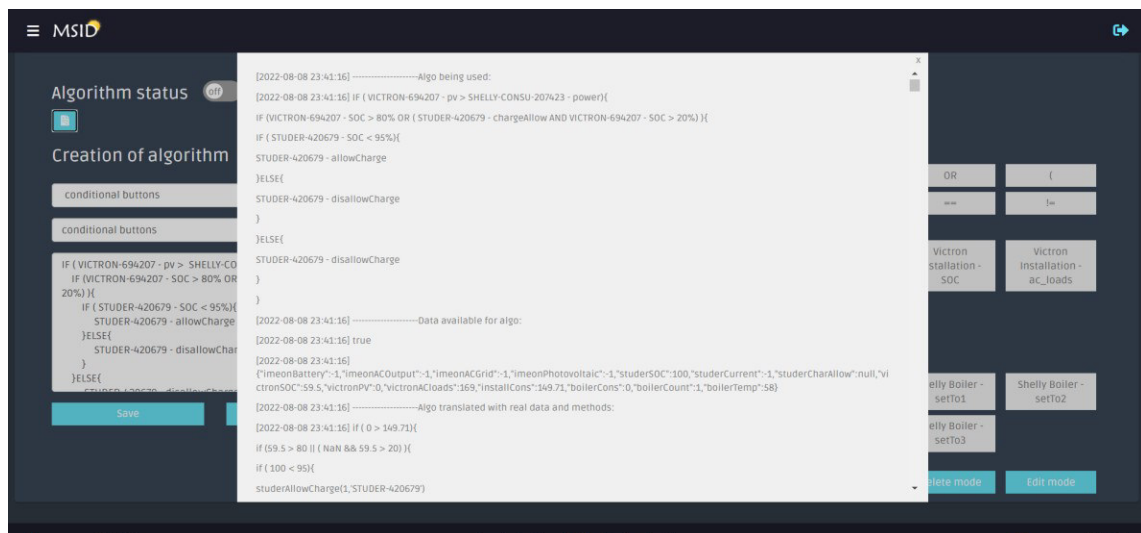 MSID
Algorithm status
off
Creation of algorithm
conditional buttons
conditional buttons
IF ( VICTRON-694207 - pv > SHELLY-CO
IF (VICTRON-694207 - SOC > 80% OR
20%) ){
IF ( STUDER-420679 - SOC < 95%){
STUDER-420679 - allowCharge
}ELSE{
STUDER-420679 - disallowChar
}
}ELSE{
Save
x
[2022-08-08 23:41:16] ---------------------Algo being used:
[2022-08-08 23:41:16] IF ( VICTRON-694207 - pv > SHELLY-CONSU-207423 - power){
IF (VICTRON-694207 - SOC > 80% OR ( STUDER-420679 - chargeAllow AND VICTRON-694207 - SOC > 20%) ){
IF ( STUDER-420679 - SOC < 95%){
STUDER-420679 - allowCharge
}ELSE{
STUDER-420679 - disallowCharge
}
}ELSE{
STUDER-420679 - disallowCharge
}
}
[2022-08-08 23:41:16] ---------------------Data available for algo:
[2022-08-08 23:41:16] true
[2022-08-08 23:41:16]
{"imeonBattery":-1,"imeonACOutput":-1,"imeonACGrid":-1,"imeonPhotovoltaic":-1,"studerSOC":100,"studerCurrent":-1,"studerCharAllow":null,"vi
ctronSOC":59.5,"victronPV":0,"victronACloads":169,"installCons":149.71,"boilerCons":0,"boilerCount":1,"boilerTemp":58}
[2022-08-08 23:41:16] ---------------------Algo translated with real data and methods:
[2022-08-08 23:41:16] if ( 0 > 149.71){
if (59.5 > 80 || ( NaN && 59.5 > 20) ){
if ( 100 < 95){
studerAllowCharge(1,'STUDER-420679')
OR
(
==
!=
Victron
stallation -
SOC
Victron
Installation -
ac_loads
elly Boiler -
setTo1
Shelly Boiler -
setTo2
elly Boiler -
setTo3
elete mode
Edit mode